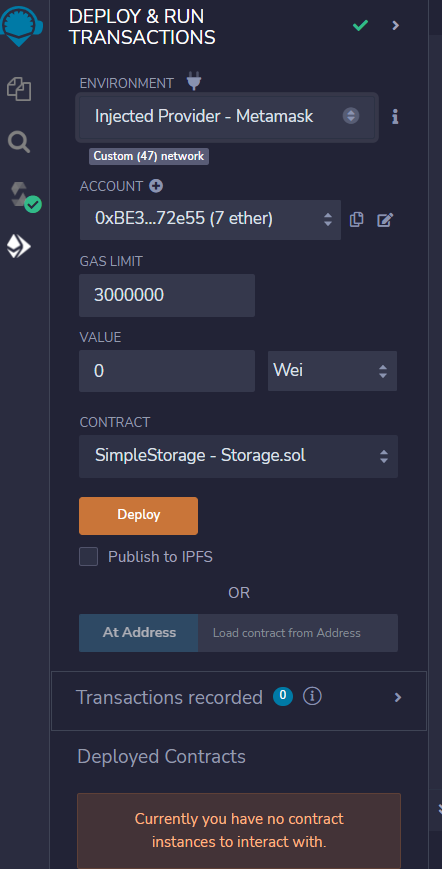 DEPLOY & RUN
TRANSACTIONS
ENVIRONMENT
Injected Provider - Metamask
Custom (47) network
ACCOUNT
0xBE3...72e55 (7 ether)
GAS LIMIT
3000000
VALUE
0
Wei
CONTRACT
SimpleStorage - Storage.sol
Deploy
Publish to IPFS
OR
At Address
Load contract from Address
Transactions recorded 0
Deployed Contracts
Currently you have no contract
instances to interact with.